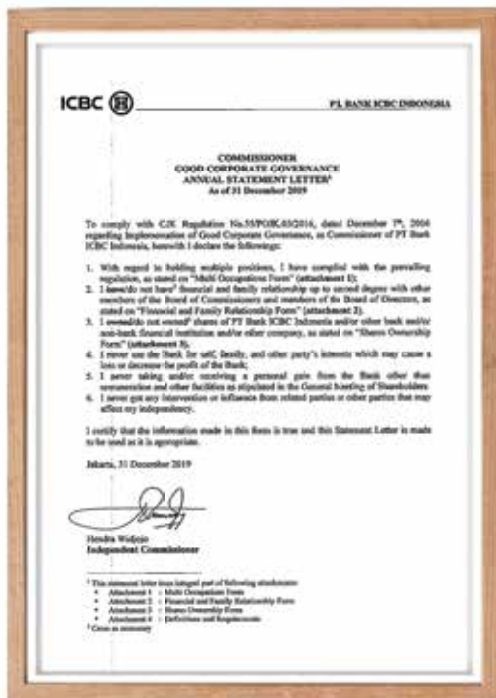 ICBC
PT. BANK ICBC INDONESIA
COMMISSIONER
GOOD CORPORATE GOVERNANCE
ANNUAL STATEMENT LETTER¹
As of 31 December 2019
To comply with OJK Regulation No.55/POJK.03/2016, dated December 7th, 2016
regarding Implementation of Good Corporate Governance, as Commissioner of PT Bank
ICBC Indonesia, herewith I declare the followings:
1. With regard to holding multiple positions, I have complied with the prevailing
regulation, as stated on "Multi Occupations Form" (attachment 1);
2. I have/do not have² financial and family relationship up to second degree with other
members of the Board of Commissioners and members of the Board of Directors, as
stated on "Financial and Family Relationship Form" (attachment 2).
3. I owned/do not owned² shares of PT Bank ICBC Indonesia and/or other bank and/or
non-bank financial institution and/or other company, as stated on "Shares Ownership
Form" (attachment 3).
4. I never use the Bank for self, family, and other party's interests which may cause a
loss or decrease the profit of the Bank;
5. I never taking and/or receiving a personal gain from the Bank other than
remuneration and other facilities as stipulated in the General Meeting of Shareholders
6. I never got any intervention or influence from related parties or other parties that may
affect my independency.
I certify that the information made in this form is true and this Statement Letter is made
to be used as it is appropriate.
Jakarta, 31 December 2019
Hendra Widjojo
Independent Commissioner
¹ This statement letter is an integral part of following attachments:
• Attachment 1 : Multi Occupations Form
• Attachment 2 : Financial and Family Relationship Form
• Attachment 3 : Shares Ownership Form
• Attachment 4 : Definitions and Requirements
² Cross as necessary